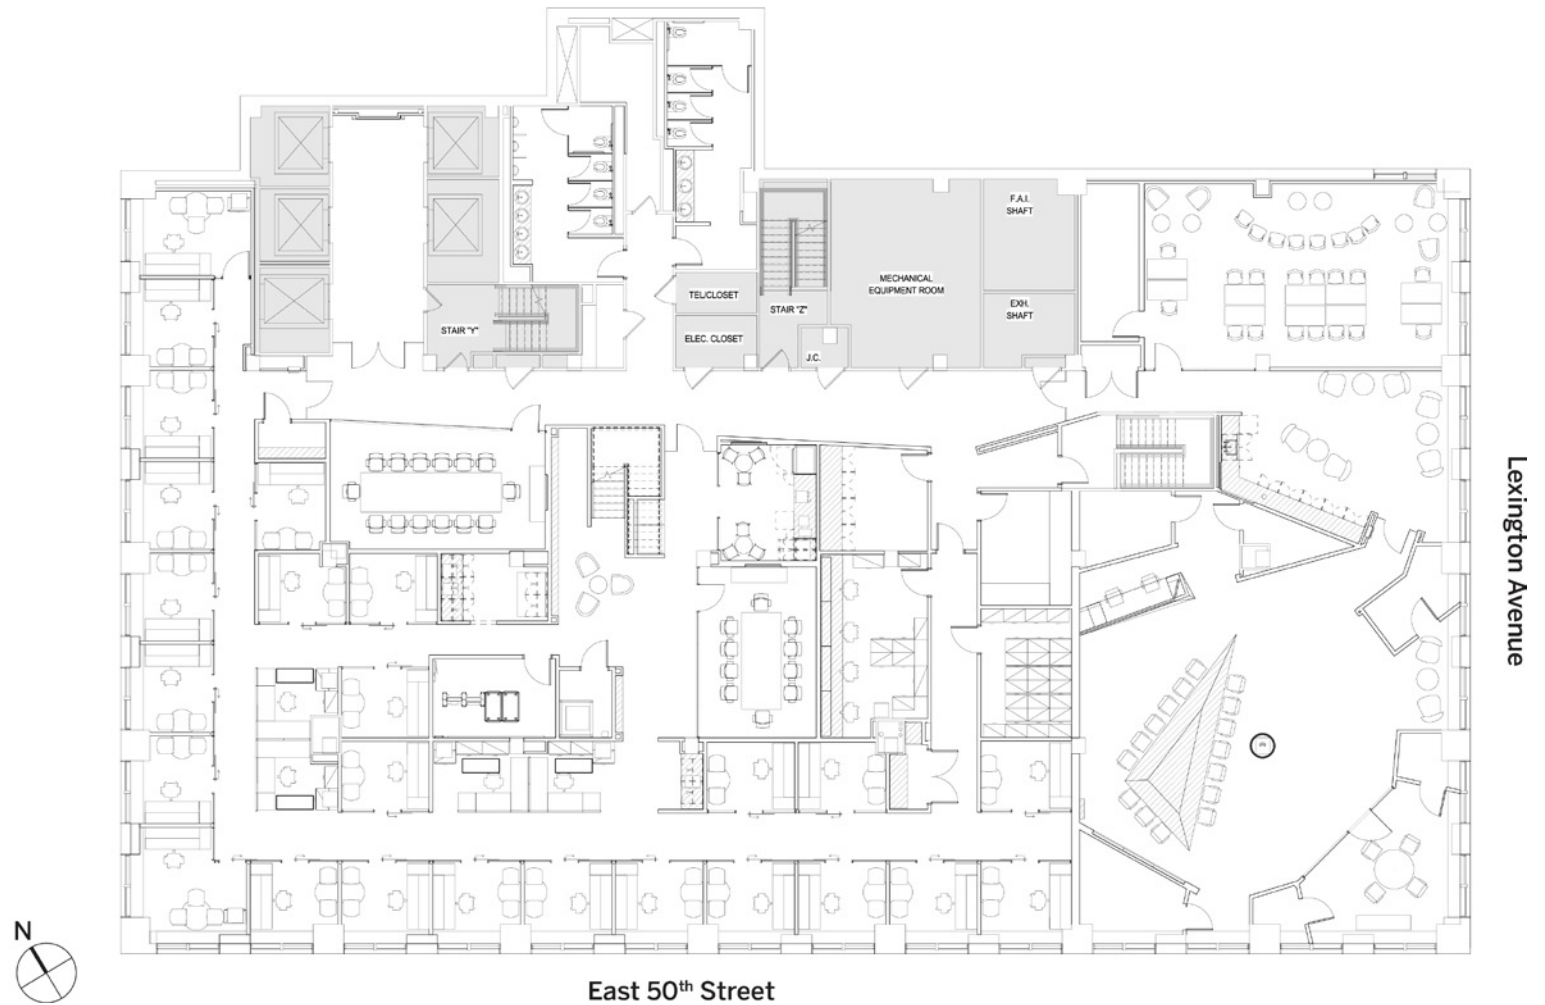 F.A.I.
SHAFT
MECHANICAL
EQUIPMENT ROOM
TEL/CLOSET
EXH.
SHAFT
STAIR "Z"
STAIR "Y"
ELEC. CLOSET
J.C.
Lexington Avenue
N
East 50th Street